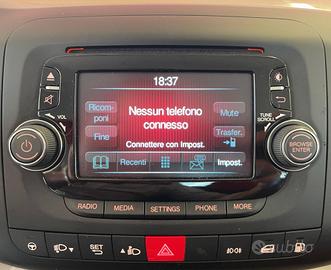 18:37
Ricom-
poni
Nessun telefono
connesso
Mute
Fine
Trasfer.
Connettere con Impost.
Recenti
Impost.
VOL
TUNE
SCROLL
BROWSE
ENTER
RADIO
MEDIA
SETTINGS
PHONE
MORE
SET
subito